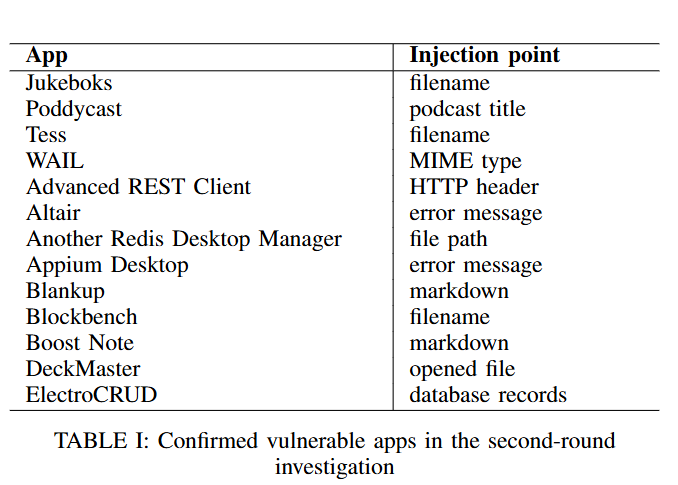 App Injection point
Jukeboks filename
Poddycast podcast title
Tess filename
WAIL MIME type
Advanced REST Client HTTP header
Altair error message
Another Redis Desktop Manager file path
Appium Desktop error message
Blankup markdown
Blockbench filename
Boost Note markdown
DeckMaster opened file
ElectroCRUD database records
TABLE I: Confirmed vulnerable apps in the second-round
investigation